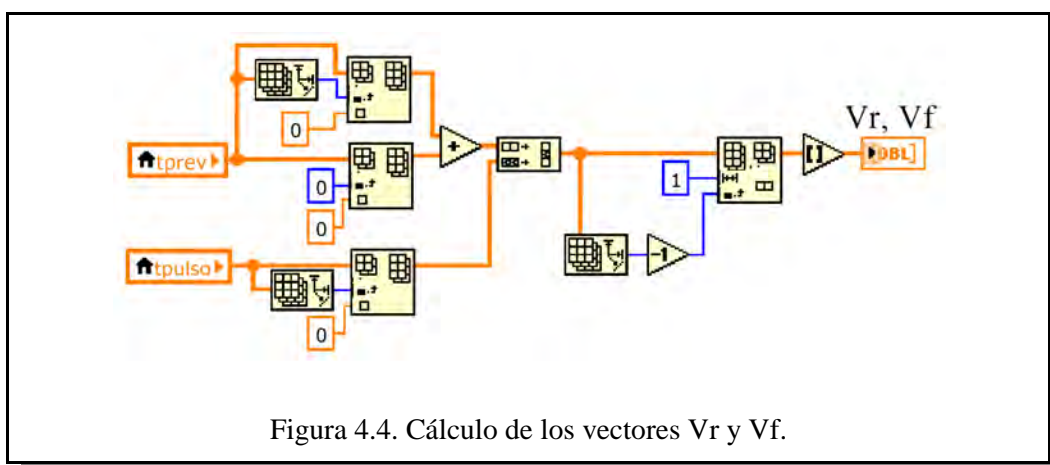 0
Vr, Vf
tprev
+
DBL]
0
1
0
tpulso
-1
0
Figura 4.4. Cálculo de los vectores Vr y Vf.